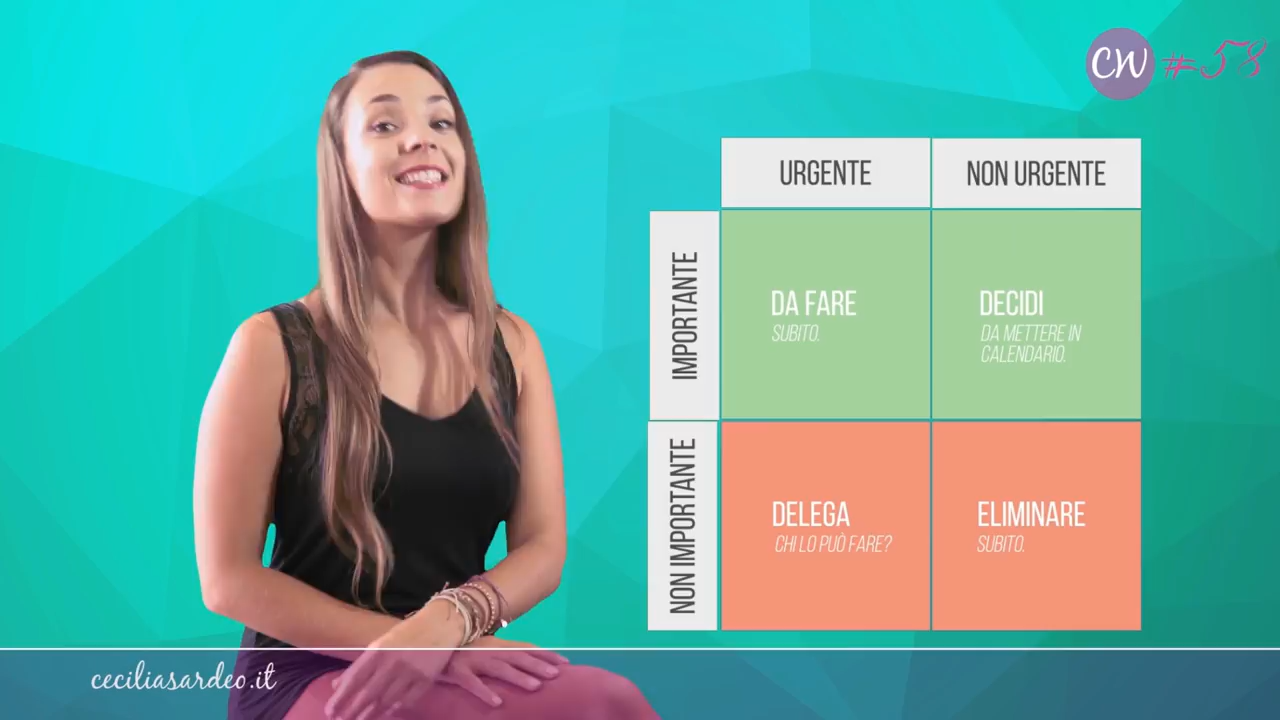 CW #58
URGENTE
NON URGENTE
IMPORTANTE
DA FARE
SUBITO.
DECIDI
DA METTERE IN
CALENDARIO.
NON IMPORTANTE
DELEGA
CHI LO PUÒ FARE?
ELIMINARE
SUBITO.
ceciliasardeo.it